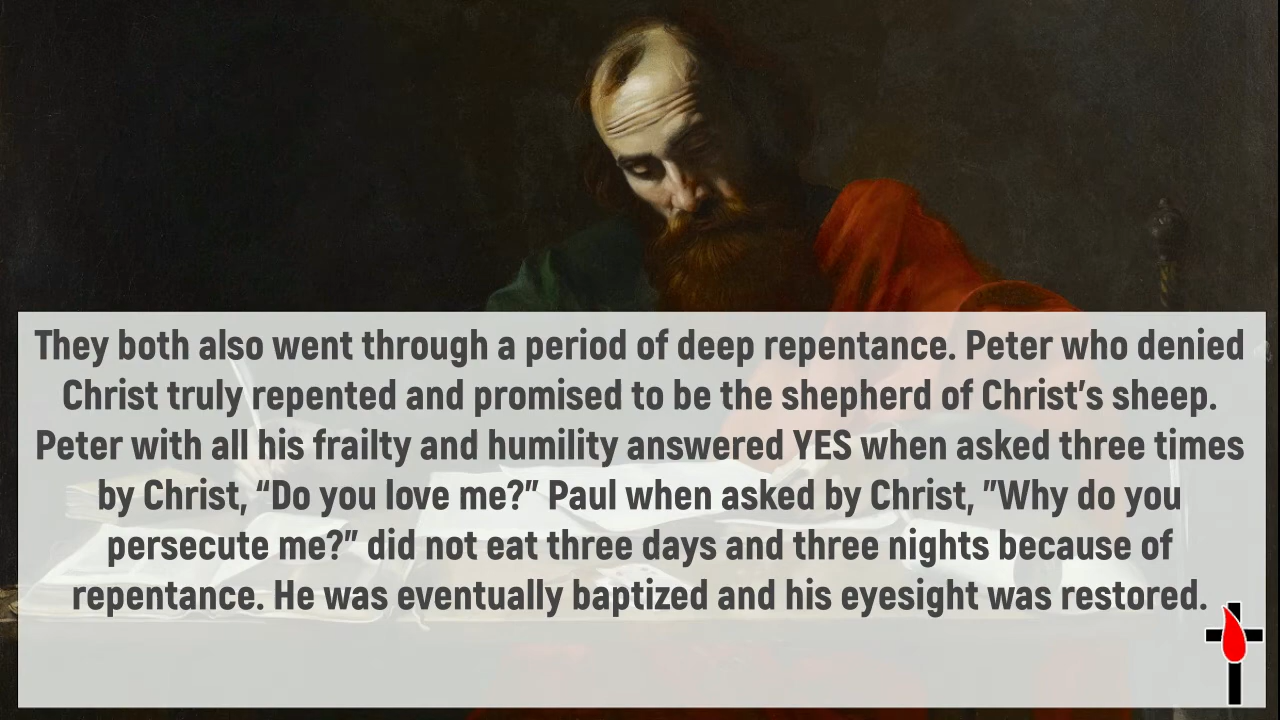 They both also went through a period of deep repentance. Peter who denied
Christ truly repented and promised to be the shepherd of Christ's sheep.
Peter with all his frailty and humility answered YES when asked three times
by Christ, “Do you love me?” Paul when asked by Christ, ”Why do you
persecute me?” did not eat three days and three nights because of
repentance. He was eventually baptized and his eyesight was restored.